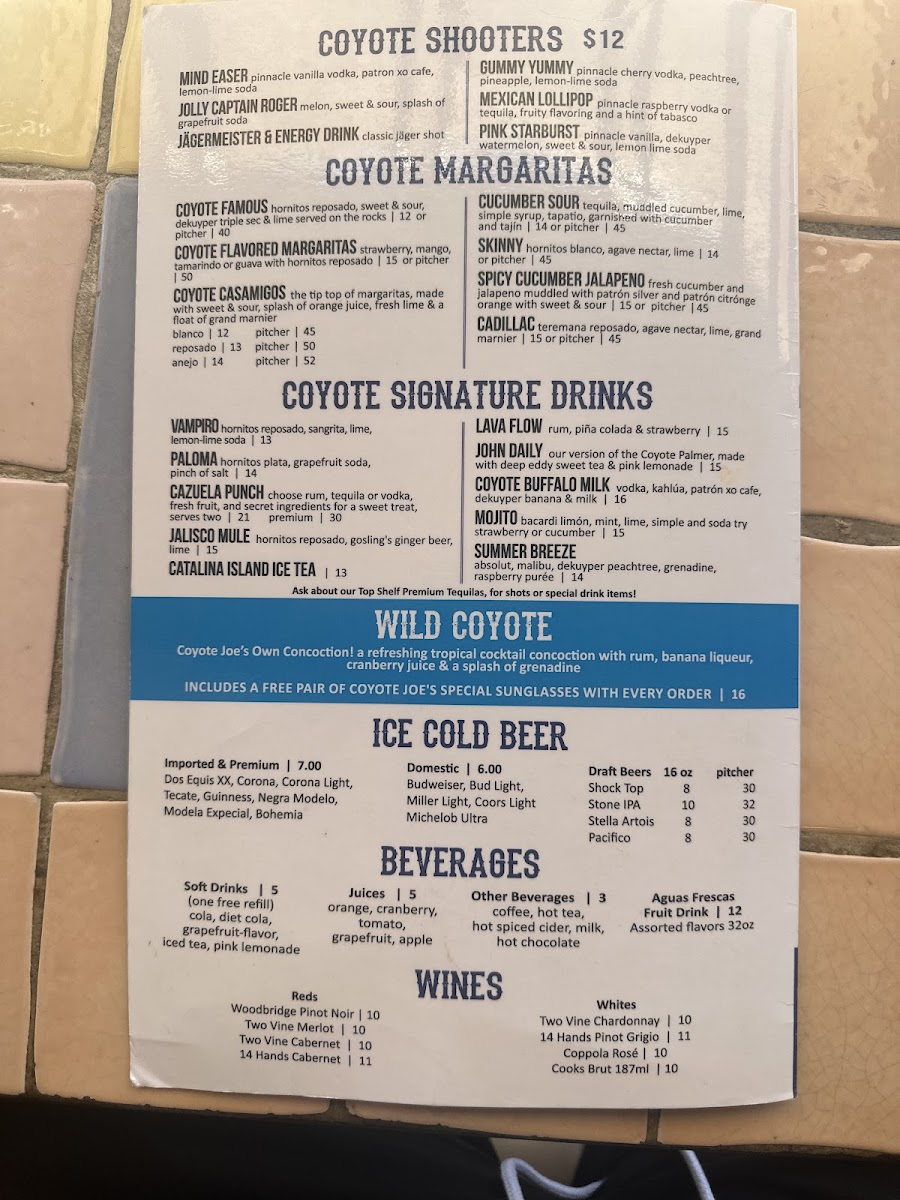 COYOTE SHOOTERS $12
MIND EASER pinnacle vanilla vodka, patron xo cafe,
lemon-lime soda
JOLLY CAPTAIN ROGER melon, sweet & sour, splash of
grapefruit soda
JÄGERMEISTER & ENERGY DRINK classic jäger shot
GUMMY YUMMY pinnacle cherry vodka, peachtree,
pineapple, lemon-lime soda
MEXICAN LOLLIPOP pinnacle raspberry vodka or
tequila, fruity flavoring and a hint of tabasco
PINK STARBURST pinnacle vanilla, dekuyper
watermelon, sweet & sour, lemon lime soda
COYOTE MARGARITAS
COYOTE FAMOUS hornitos reposado, sweet & sour,
dekuyper triple sec & lime served on the rocks | 12 or
pitcher | 40
COYOTE FLAVORED MARGARITAS strawberry, mango,
tamarindo or guava with hornitos reposado | 15 or pitcher
| 50
COYOTE CASAMIGOS the tip top of margaritas, made
with sweet & sour, splash of orange juice, fresh lime & a
float of grand marnier
blanco | 12 pitcher | 45
reposado | 13 pitcher | 50
anejo | 14 pitcher | 52
CUCUMBER SOUR tequila, muddled cucumber, lime,
simple syrup, tapatio, garnished with cucumber
and tajín | 14 or pitcher | 45
SKINNY hornitos blanco, agave nectar, lime | 14
or pitcher | 45
SPICY CUCUMBER JALAPENO fresh cucumber and
jalapeno muddled with patrón silver and patrón citrónge
orange with sweet & sour | 15 or pitcher | 45
CADILLAC teremana reposado, agave nectar, lime, grand
marnier | 15 or pitcher | 45
COYOTE SIGNATURE DRINKS
VAMPIRO hornitos reposado, sangrita, lime,
lemon-lime soda | 13
PALOMA hornitos plata, grapefruit soda,
pinch of salt | 14
CAZUELA PUNCH choose rum, tequila or vodka,
fresh fruit, and secret ingredients for a sweet treat,
serves two | 21 premium | 30
JALISCO MULE hornitos reposado, gosling's ginger beer,
lime | 15
CATALINA ISLAND ICE TEA | 13
LAVA FLOW rum, piña colada & strawberry | 15
JOHN DAILY our version of the Coyote Palmer, made
with deep eddy sweet tea & pink lemonade | 15
COYOTE BUFFALO MILK vodka, kahlúa, patrón xo cafe,
dekuyper banana & milk | 16
MOJITO bacardi limón, mint, lime, simple and soda try
strawberry or cucumber | 15
SUMMER BREEZE
absolut, malibu, dekuyper peachtree, grenadine,
raspberry purée | 14
Ask about our Top Shelf Premium Tequilas, for shots or special drink items!
WILD COYOTE
Coyote Joe's Own Concoction! a refreshing tropical cocktail concoction with rum, banana liqueur,
cranberry juice & a splash of grenadine
INCLUDES A FREE PAIR OF COYOTE JOE'S SPECIAL SUNGLASSES WITH EVERY ORDER | 16
ICE COLD BEER
Imported & Premium | 7.00
Dos Equis XX, Corona, Corona Light,
Tecate, Guinness, Negra Modelo,
Modela Expecial, Bohemia
Domestic | 6.00
Budweiser, Bud Light,
Miller Light, Coors Light
Michelob Ultra
Draft Beers 16 oz pitcher
Shock Top 8 30
Stone IPA 10 32
Stella Artois 8 30
Pacifico 8 30
BEVERAGES
Soft Drinks | 5
(one free refill)
cola, diet cola,
grapefruit-flavor,
iced tea, pink lemonade
Juices | 5
orange, cranberry,
tomato,
grapefruit, apple
Other Beverages | 3
coffee, hot tea,
hot spiced cider, milk,
hot chocolate
Aguas Frescas
Fruit Drink | 12
Assorted flavors 32oz
WINES
Reds
Woodbridge Pinot Noir | 10
Two Vine Merlot | 10
Two Vine Cabernet | 10
14 Hands Cabernet | 11
Whites
Two Vine Chardonnay | 10
14 Hands Pinot Grigio | 11
Coppola Rosé | 10
Cooks Brut 187ml | 10